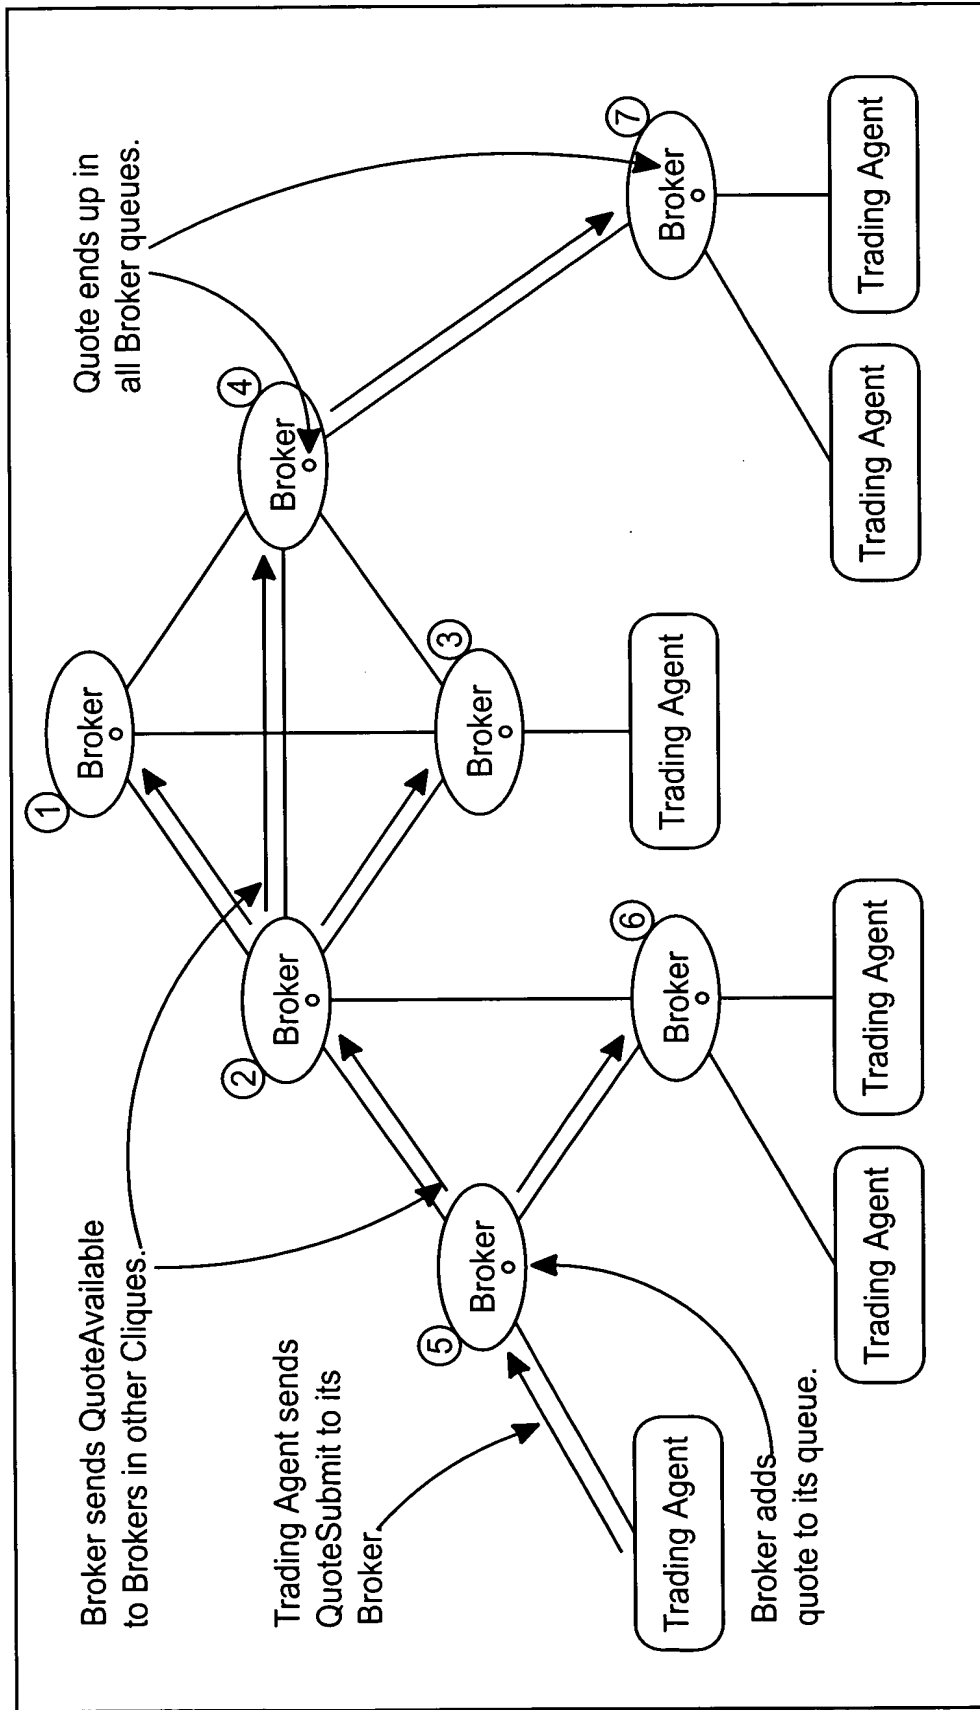 Broker sends QuoteAvailable
to Brokers in other Cliques.
Quote ends up in
all Broker queues.
1
Broker
2
Broker
4
Broker
Trading Agent sends
QuoteSubmit to its
Broker.
5
Broker
3
Broker
6
Broker
7
Broker
Trading Agent
Trading Agent
Broker adds
quote to its queue.
Trading Agent
Trading Agent
Trading Agent
Trading Agent